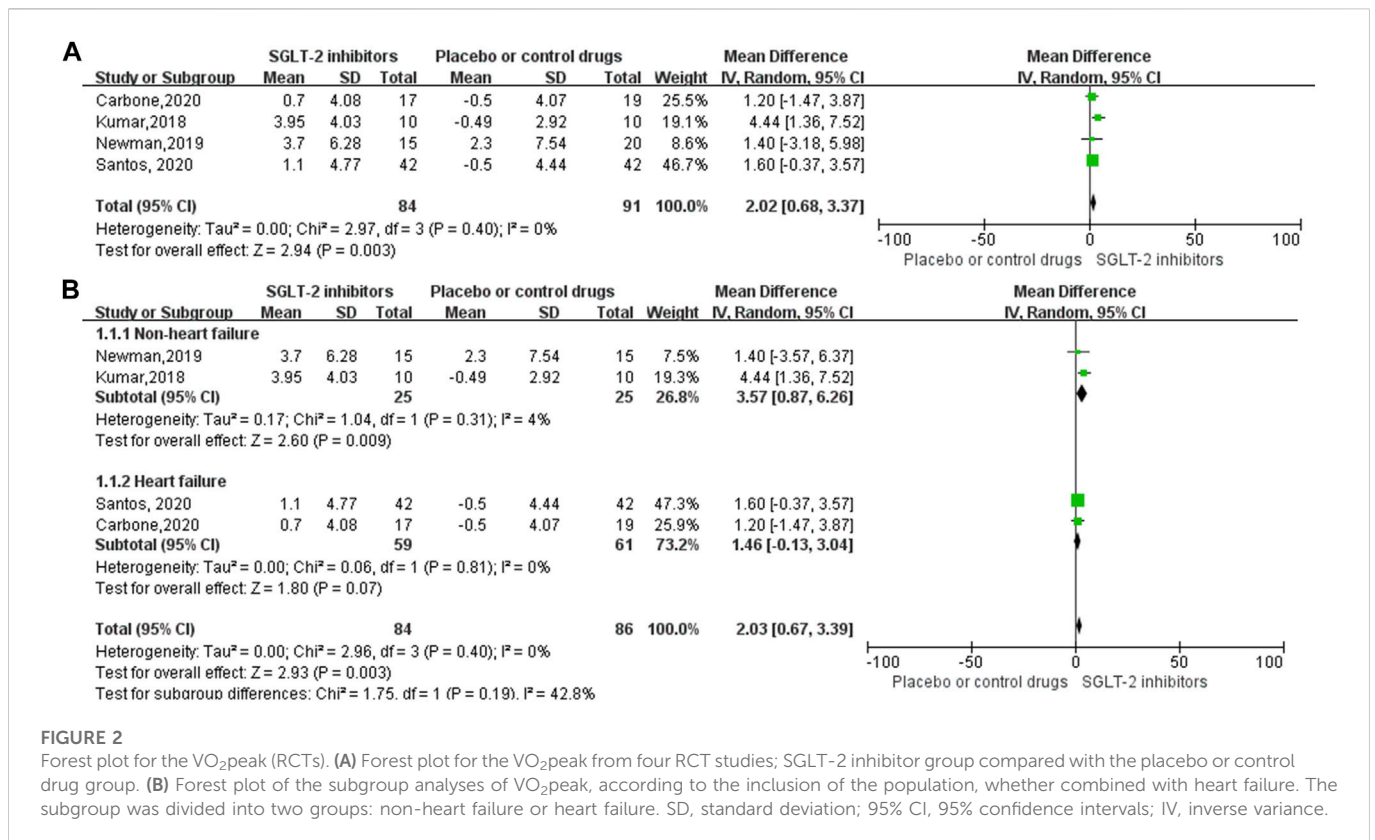 A
SGLT-2 inhibitors Placebo or control drugs Mean Difference Mean Difference
Study or Subgroup Mean SD Total Mean SD Total Weight IV, Random, 95% CI IV, Random, 95% CI
Carbone,2020 0.7 4.08 17 -0.5 4.07 19 25.5% 1.20 [-1.47, 3.87]
Kumar,2018 3.95 4.03 10 -0.49 2.92 10 19.1% 4.44 [1.36, 7.52]
Newman,2019 3.7 6.28 15 2.3 7.54 20 8.6% 1.40 [-3.18, 5.98]
Santos, 2020 1.1 4.77 42 -0.5 4.44 42 46.7% 1.60 [-0.37, 3.57]
Total (95% CI) 84 91 100.0% 2.02 [0.68, 3.37]
Heterogeneity: Tau² = 0.00; Chi² = 2.97, df = 3 (P = 0.40); I² = 0%
Test for overall effect: Z = 2.94 (P = 0.003)
-100 -50 0 50 100
Placebo or control drugs SGLT-2 inhibitors
B
SGLT-2 inhibitors Placebo or control drugs Mean Difference Mean Difference
Study or Subgroup Mean SD Total Mean SD Total Weight IV, Random, 95% CI IV, Random, 95% CI
1.1.1 Non-heart failure
Newman,2019 3.7 6.28 15 2.3 7.54 15 7.5% 1.40 [-3.57, 6.37]
Kumar,2018 3.95 4.03 10 -0.49 2.92 10 19.3% 4.44 [1.36, 7.52]
Subtotal (95% CI) 25 25 26.8% 3.57 [0.87, 6.26]
Heterogeneity: Tau² = 0.17; Chi² = 1.04, df = 1 (P = 0.31); I² = 4%
Test for overall effect: Z = 2.60 (P = 0.009)
1.1.2 Heart failure
Santos, 2020 1.1 4.77 42 -0.5 4.44 42 47.3% 1.60 [-0.37, 3.57]
Carbone,2020 0.7 4.08 17 -0.5 4.07 19 25.9% 1.20 [-1.47, 3.87]
Subtotal (95% CI) 59 61 73.2% 1.46 [-0.13, 3.04]
Heterogeneity: Tau² = 0.00; Chi² = 0.06, df = 1 (P = 0.81); I² = 0%
Test for overall effect: Z = 1.80 (P = 0.07)
Total (95% CI) 84 86 100.0% 2.03 [0.67, 3.39]
Heterogeneity: Tau² = 0.00; Chi² = 2.96, df = 3 (P = 0.40); I² = 0%
Test for overall effect: Z = 2.93 (P = 0.003)
Test for subgroup differences: Chi² = 1.75. df = 1 (P = 0.19). I² = 42.8%
-100 -50 0 50 100
Placebo or control drugs SGLT-2 inhibitors
FIGURE 2
Forest plot for the VO₂peak (RCTs). (A) Forest plot for the VO₂peak from four RCT studies; SGLT-2 inhibitor group compared with the placebo or control
drug group. (B) Forest plot of the subgroup analyses of VO₂peak, according to the inclusion of the population, whether combined with heart failure. The
subgroup was divided into two groups: non-heart failure or heart failure. SD, standard deviation; 95% CI, 95% confidence intervals; IV, inverse variance.